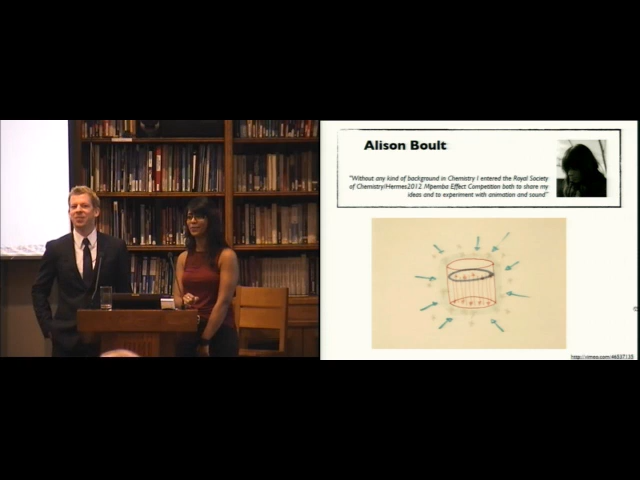 Alison Boult
"Without any kind of background in Chemistry I entered the Royal Society
of Chemistry/Hermes2012 Mpemba Effect Competition both to share my
ideas and to experiment with animation and sound"
http://vimeo.com/46537135